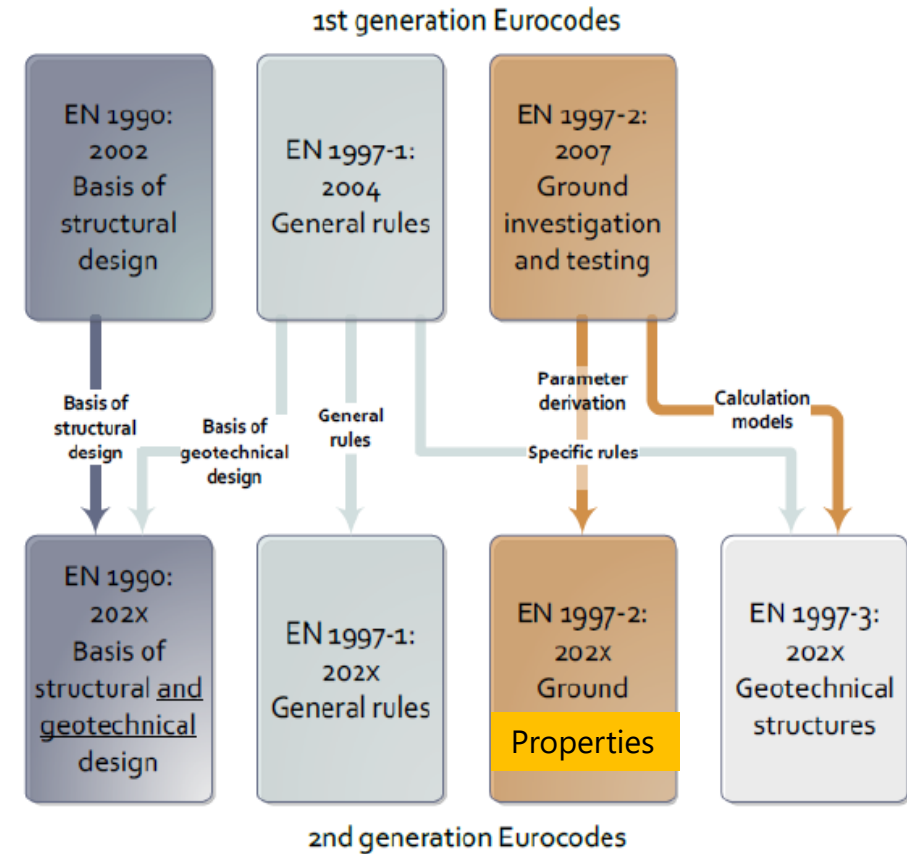 1st generation Eurocodes
EN 1990:
2002
Basis of
structural
design
EN 1997-1:
2004
General rules
EN 1997-2:
2007
Ground
investigation
and testing
Basis of
structural
design
Basis of
geotechnical
design
General
rules
Parameter
derivation
Specific rules
Calculation
models
EN 1990:
202X
Basis of
structural and
geotechnical
design
EN 1997-1:
202X
General rules
EN 1997-2:
202X
Ground
Properties
EN 1997-3:
202X
Geotechnical
structures
2nd generation Eurocodes